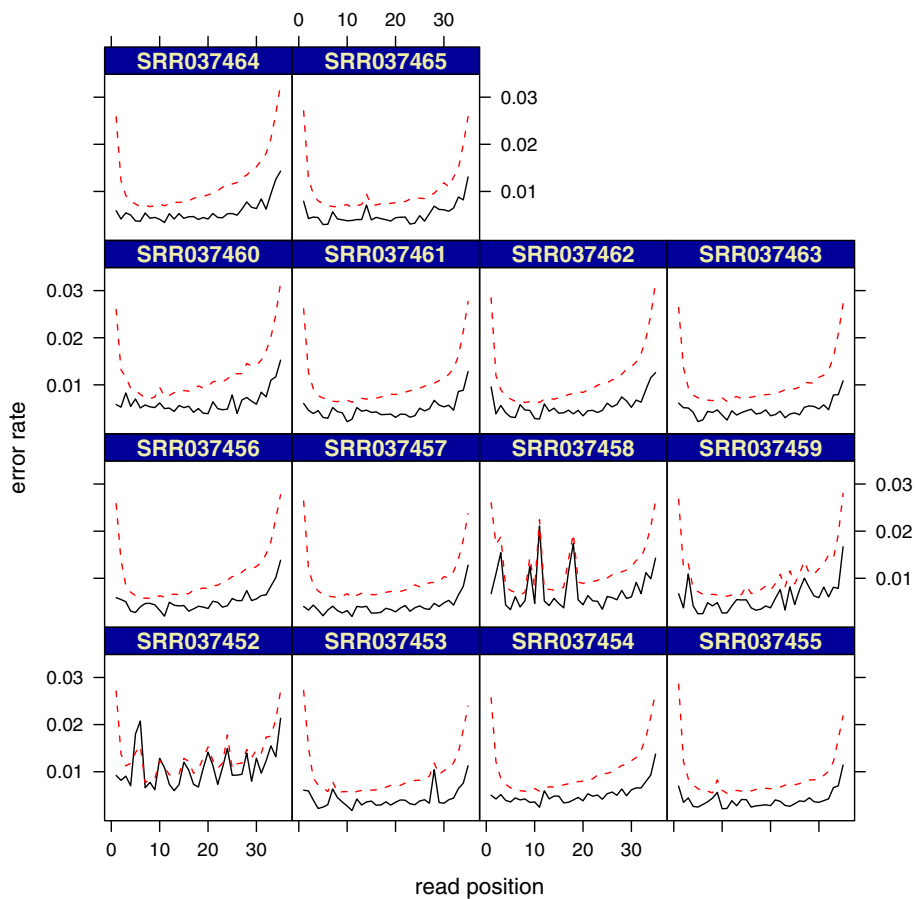 0 10 20 30
SRR037464 SRR037465
0.03
0.02
0.01
SRR037460 SRR037461 SRR037462 SRR037463
0.03
0.02
0.01
SRR037456 SRR037457 SRR037458 SRR037459
0.03
0.02
0.01
SRR037452 SRR037453 SRR037454 SRR037455
0.03
0.02
0.01
0 10 20 30 0 10 20 30
error rate
read position